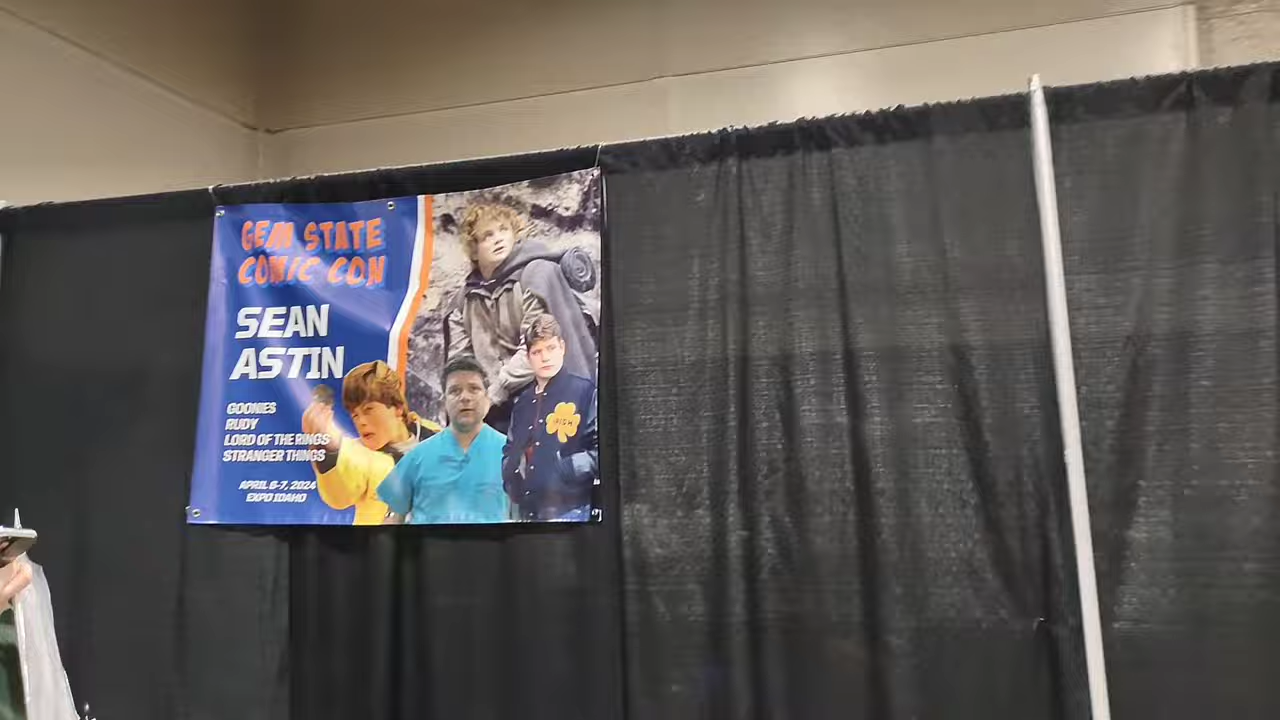 GEM STATE
COMIC CON
SEAN
ASTIN
GOONIES
RUDY
LORD OF THE RINGS
STRANGER THINGS
APRIL 6-7, 2024
EXPO IDAHO
IRISH